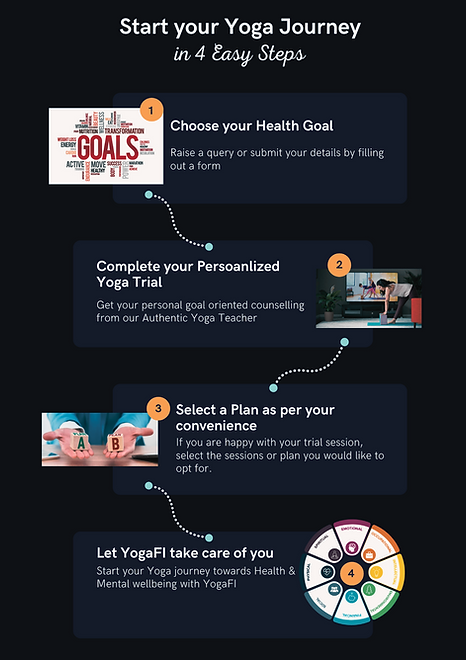 Start your Yoga Journey
in 4 Easy Steps
1
GOALS
TRANSFORMATION
NUTRITION
ENERGY
ACTIVE
MOVE
SUCCESS
HEALTHY
Choose your Health Goal
Raise a query or submit your details by filling
out a form
2
Complete your Persoanlized
Yoga Trial
Get your personal goal oriented counselling
from our Authentic Yoga Teacher
3
A
B
Select a Plan as per your
convenience
If you are happy with your trial session,
select the sessions or plan you would like to
opt for.
Let YogaFI take care of you
Start your Yoga journey towards Health &
Mental wellbeing with YogaFI
4
EMOTIONAL
SPIRITUAL
PHYSICAL
SOCIAL